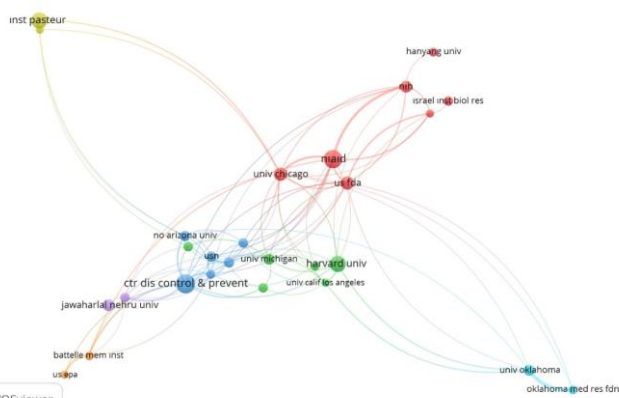 inst pasteur
hanyang univ
nih
israel inst biol res
niaid
univ chicago
us fda
no arizona univ
usn
univ michigan
harvard univ
ctr dis control & prevent
univ calif los angeles
jawaharlal nehru univ
battelle mem inst
us epa
univ oklahoma
oklahoma med res fdn